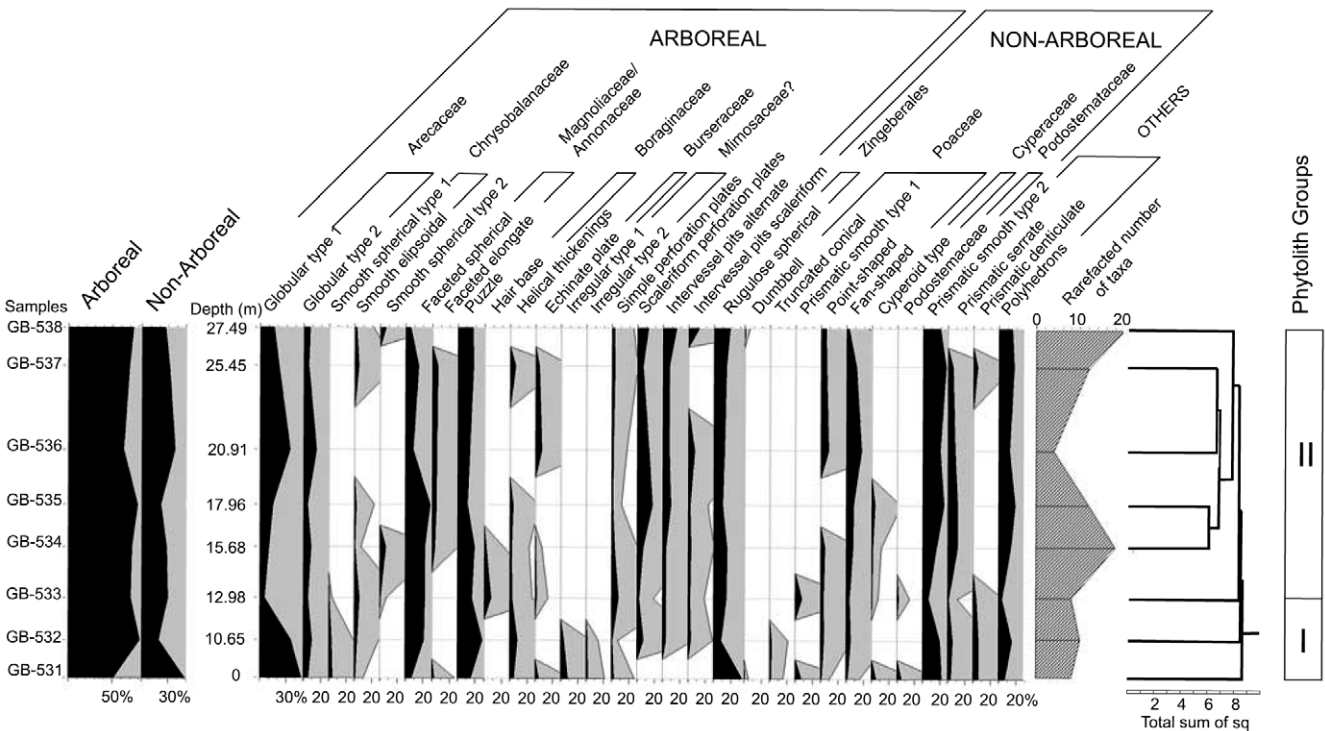 ARBOREAL
NON-ARBOREAL
Arecaceae
Chrysobalanaceae
Magnoliaceae/
Annonaceae
Boraginaceae
Burseraceae
Mimosaceae?
Zingeberales
Poaceae
Cyperaceae
Podostemataceae
OTHERS
Arboreal
Non-Arboreal
Globular type 1
Globular type 2
Smooth spherical type 1
Smooth elipsoidal
Smooth spherical type 2
Faceted spherical
Faceted elongate
Puzzle
Hair base
Helical thickenings
Echinate plate
Irregular type 1
Irregular type 2
Simple perforation plates
Scaleriform perforation plates
Intervessel pits alternate
Intervessel pits scaleriform
Rugulose spherical
Dumbbell
Truncated conical
Prismatic smooth type 1
Point-shaped
Fan-shaped
Cyperoid type
Podostemaceae
Prismatic smooth type 2
Prismatic serrate
Prismatic denticulate
Polyhedrons
Rarefacted number
of taxa
Phytolith Groups
Samples
Depth (m)
GB-538 27.49 0 10 20
GB-537 25.45
GB-536 20.91
GB-535 17.96
GB-534 15.68
GB-533 12.98
GB-532 10.65
GB-531 0
II
I
50% 30% 30% 20 20 20 20 20 20 20 20 20 20 20 20 20 20 20 20 20 20 20 20 20 20 20 20 20 20 20 20%
2 4 6 8
Total sum of sq